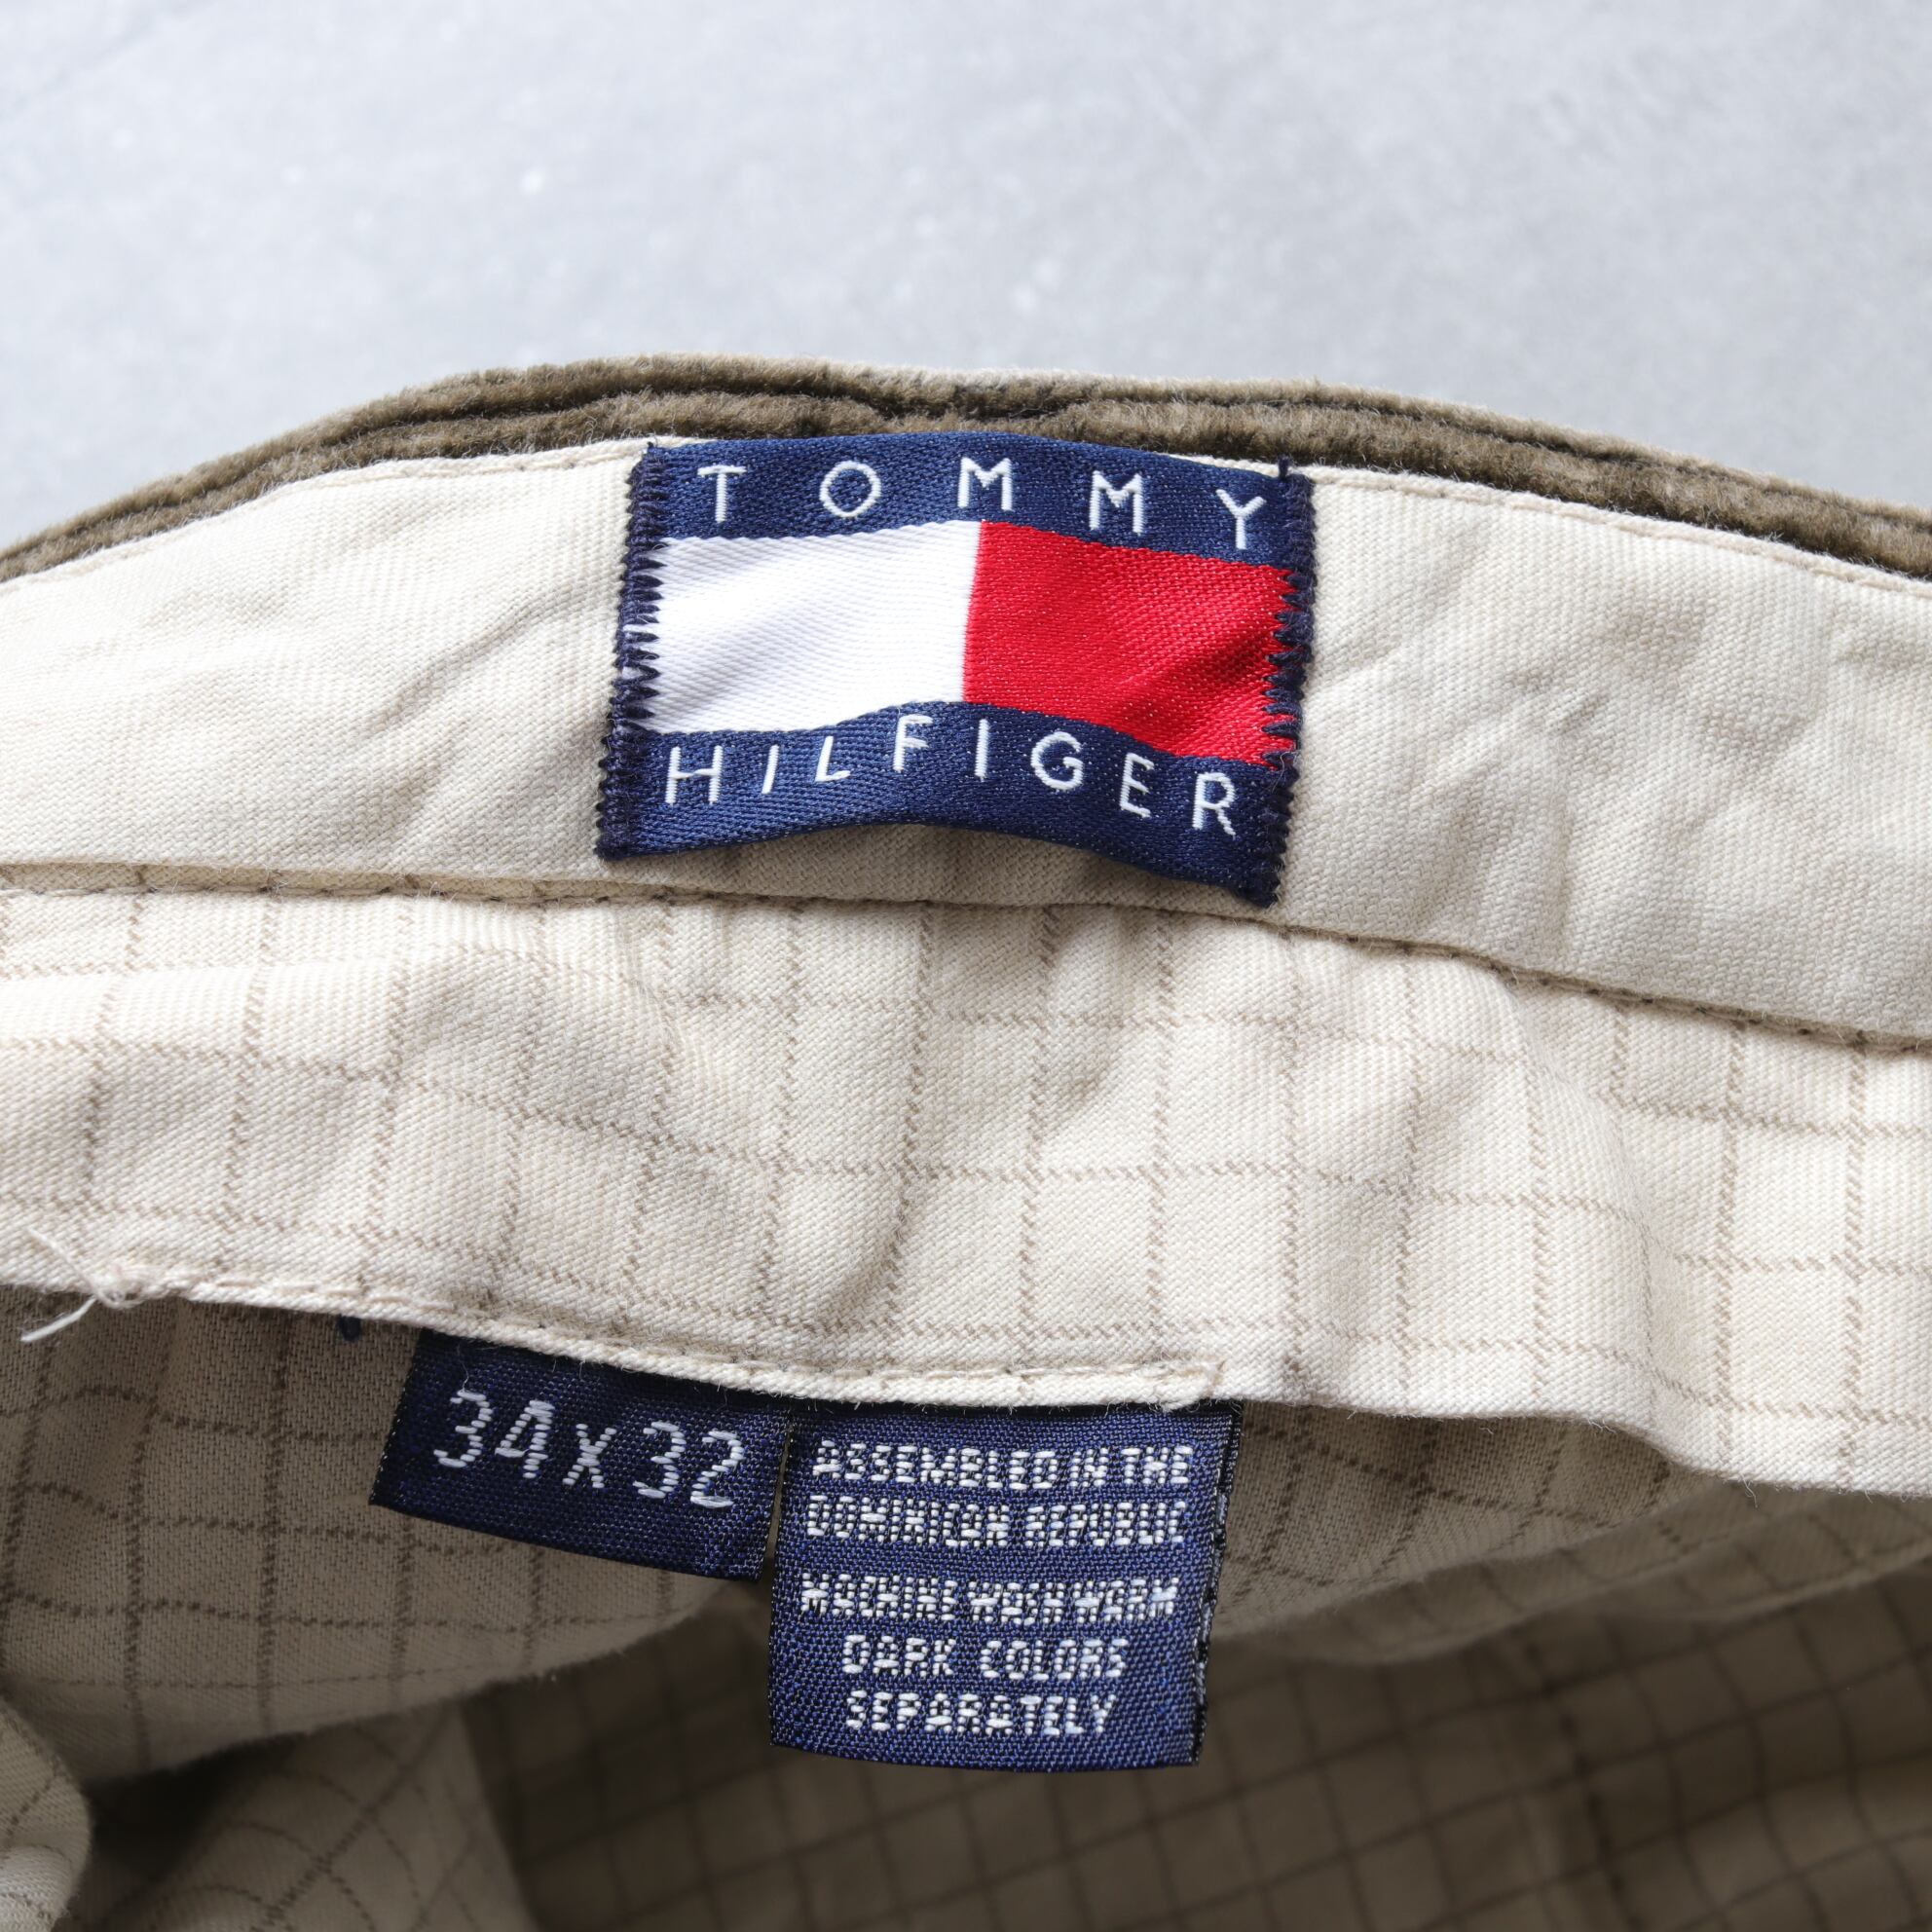 TOMMY
HILFIGER
34X32
ASSEMBLED IN THE
DOMINICAN REPUBLIC
MACHINE WASH WARM
DARK COLORS
SEPARATELY